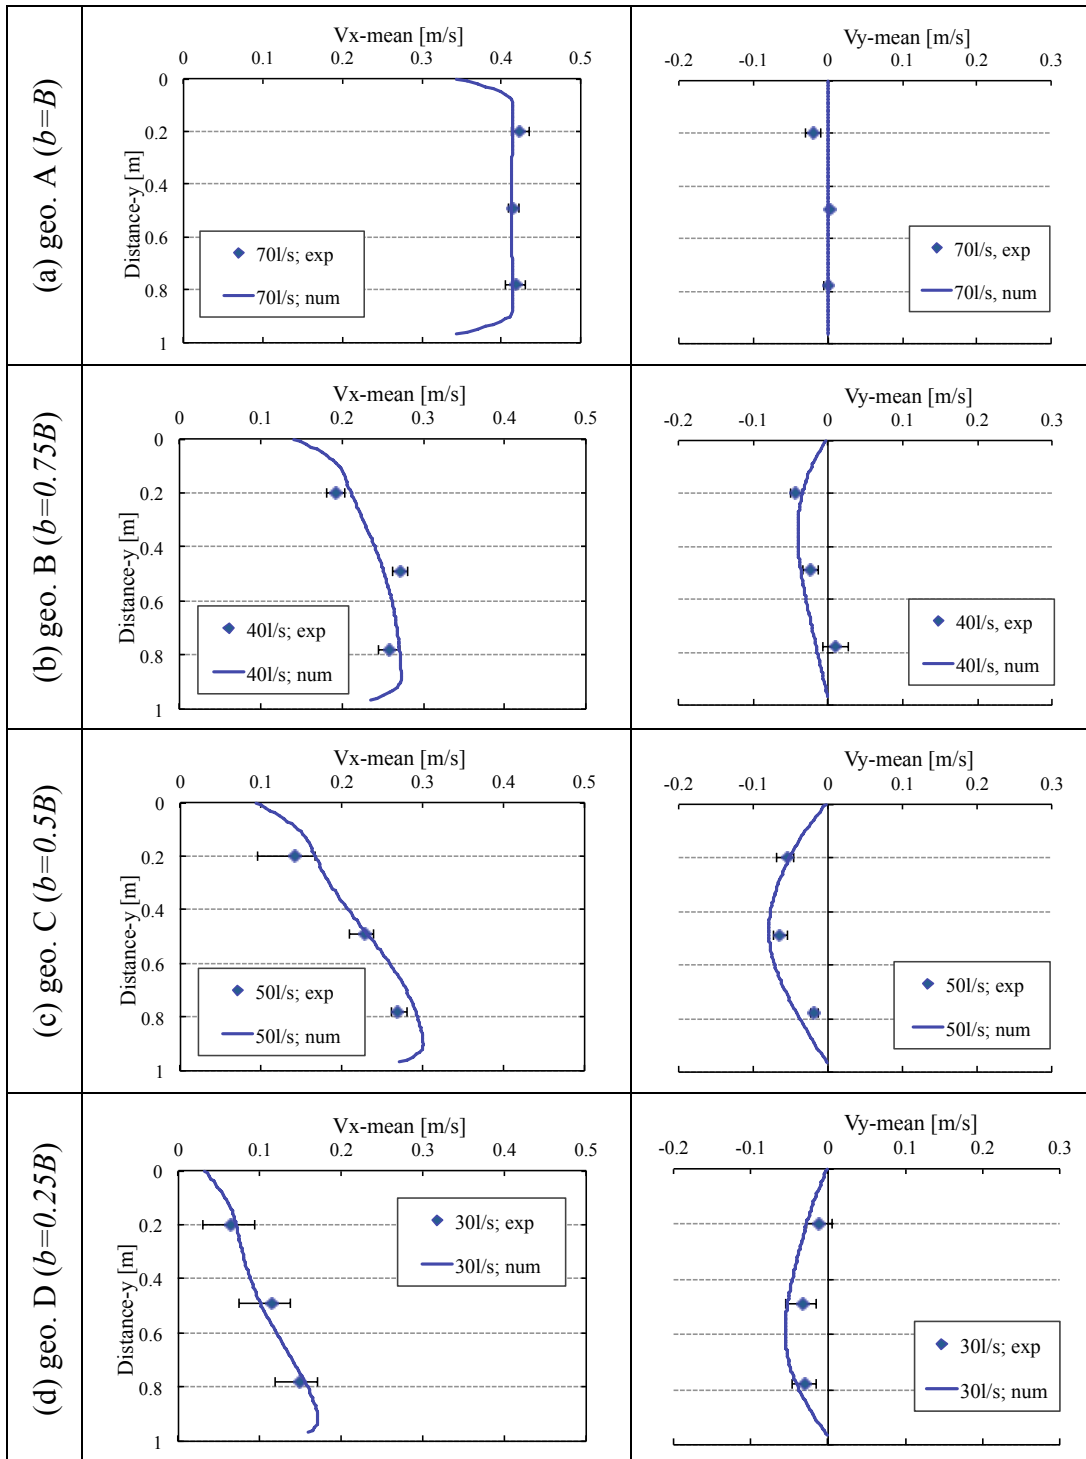 (a) geo. A (b=B)
Vx-mean [m/s]
0 0.1 0.2 0.3 0.4 0.5
Distance-y [m]
0
0.2
0.4
0.6
0.8
1
70l/s; exp
70l/s; num
Vy-mean [m/s]
-0.2 -0.1 0 0.1 0.2 0.3
70l/s, exp
70l/s, num
(b) geo. B (b=0.75B)
Vx-mean [m/s]
0 0.1 0.2 0.3 0.4 0.5
Distance-y [m]
0
0.2
0.4
0.6
0.8
1
40l/s; exp
40l/s; num
Vy-mean [m/s]
-0.2 -0.1 0 0.1 0.2 0.3
40l/s, exp
40l/s, num
(c) geo. C (b=0.5B)
Vx-mean [m/s]
0 0.1 0.2 0.3 0.4 0.5
Distance-y [m]
0
0.2
0.4
0.6
0.8
1
50l/s; exp
50l/s; num
Vy-mean [m/s]
-0.2 -0.1 0 0.1 0.2 0.3
50l/s; exp
50l/s; num
(d) geo. D (b=0.25B)
Vx-mean [m/s]
0 0.1 0.2 0.3 0.4 0.5
Distance-y [m]
0
0.2
0.4
0.6
0.8
1
30l/s; exp
30l/s; num
Vy-mean [m/s]
-0.2 -0.1 0 0.1 0.2 0.3
30l/s; exp
30l/s; num